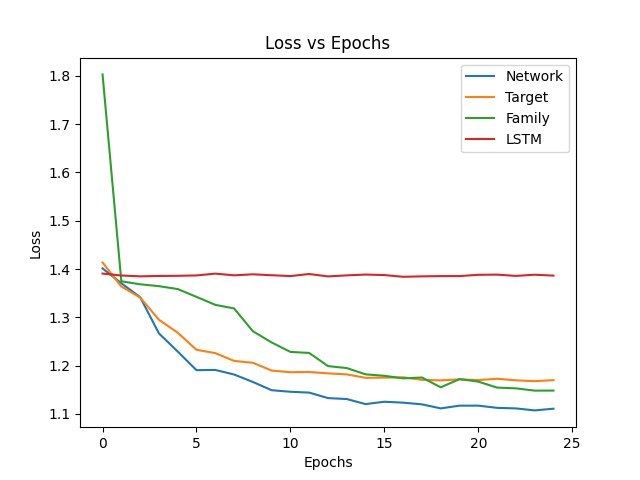 Loss vs Epochs
Network
Target
Family
LSTM
Loss
1.8
1.7
1.6
1.5
1.4
1.3
1.2
1.1
0 5 10 15 20 25
Epochs